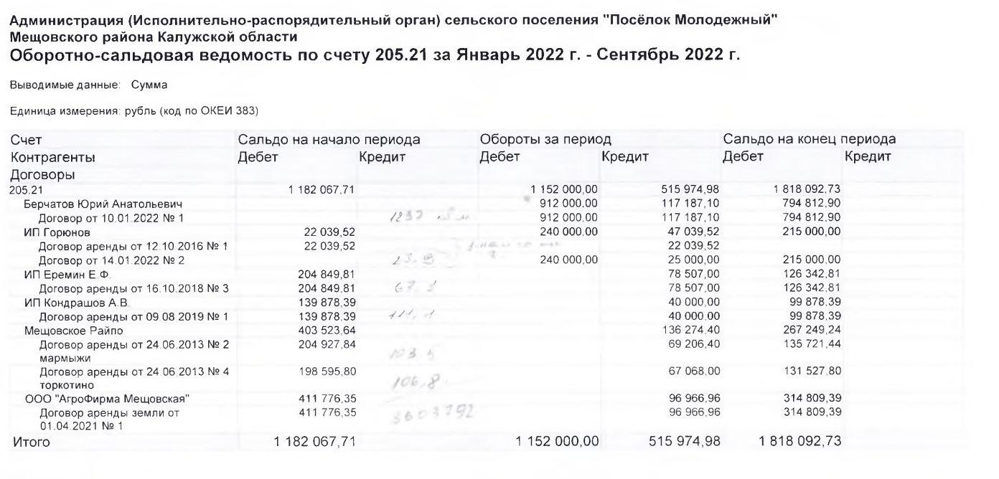 Администрация (Исполнительно-распорядительный орган) сельского поселения "Посёлок Молодежный"
Мещовского района Калужской области
Оборотно-сальдовая ведомость по счету 205.21 за Январь 2022 г. - Сентябрь 2022 г.
Выводимые данные: Сумма
Единица измерения: рубль (код по ОКЕИ 383)
Счет Сальдо на начало периода Обороты за период Сальдо на конец периода
Контрагенты Дебет Кредит Дебет Кредит Дебет Кредит
Договоры
205.21 1 182 067,71 1 152 000,00 515 974,98 1 818 092,73
Берчатов Юрий Анатольевич 912 000,00 117 187,10 794 812,90
Договор от 10.01.2022 № 1 912 000,00 117 187,10 794 812,90
ИП Горюнов 22 039,52 240 000,00 47 039,52 215 000,00
Договор аренды от 12.10.2016 № 1 22 039,52 22 039,52
Договор от 14.01.2022 № 2 240 000,00 25 000,00 215 000,00
ИП Еремин Е.Ф. 204 849,81 78 507,00 126 342,81
Договор аренды от 16.10.2018 № 3 204 849,81 78 507,00 126 342,81
ИП Кондрашов А.В. 139 878,39 40 000,00 99 878,39
Договор аренды от 09.08.2019 № 1 139 878,39 40 000,00 99 878,39
Мещовское Райпо 403 523,64 136 274,40 267 249,24
Договор аренды от 24.06.2013 № 2 204 927,84 69 206,40 135 721,44
мармыжи 103 5
Договор аренды от 24.06.2013 № 4 198 595,80 67 068,00 131 527,80
торкотино 106,8
ООО "АгроФирма Мещовская" 411 776,35 96 966,96 314 809,39
Договор аренды земли от 411 776,35 3603792 96 966,96 314 809,39
01.04.2021 № 1
Итого 1 182 067,71 1 152 000,00 515 974,98 1 818 092,73